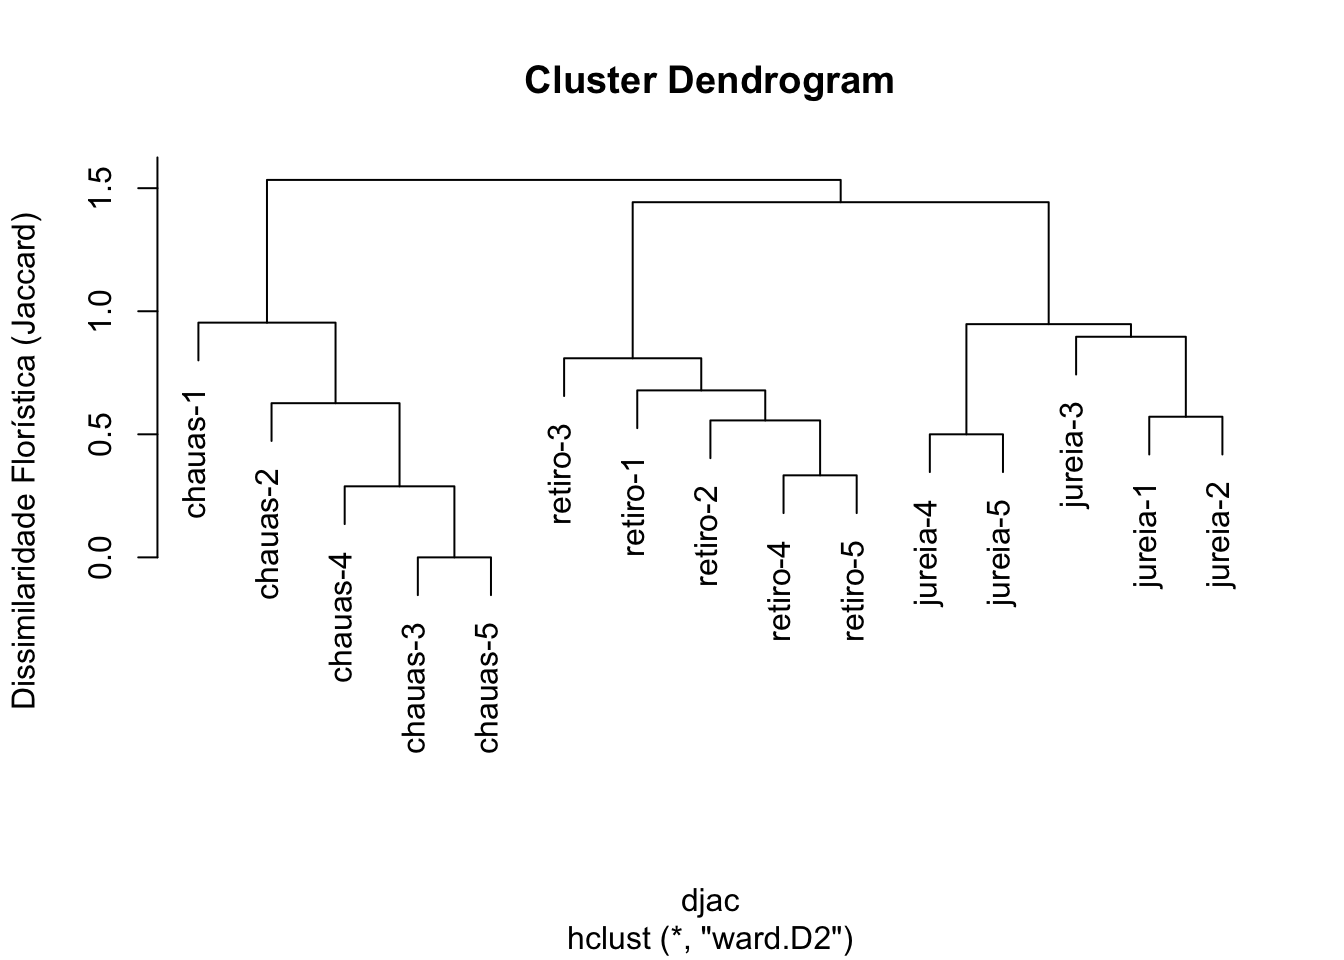 Cluster Dendrogram
Dissimilaridade Florística (Jaccard)
1.5
1.0
0.5
0.0
chauas-1
chauas-2
chauas-4
chauas-3
chauas-5
retiro-3
retiro-1
retiro-2
retiro-4
retiro-5
jureia-4
jureia-5
jureia-3
jureia-1
jureia-2
djac
hclust (*, "ward.D2")